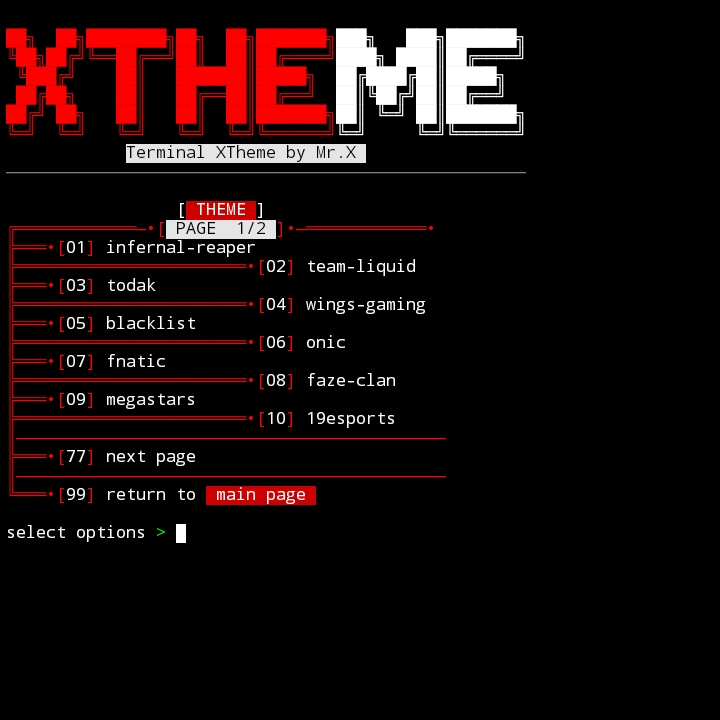 XTHEME
Terminal XTheme by Mr.X
[ THEME ]
[ PAGE 1/2 ]
[01] infernal-reaper
[02] team-liquid
[03] todak
[04] wings-gaming
[05] blacklist
[06] onic
[07] fnatic
[08] faze-clan
[09] megastars
[10] 19esports
[77] next page
[99] return to main page
select options >